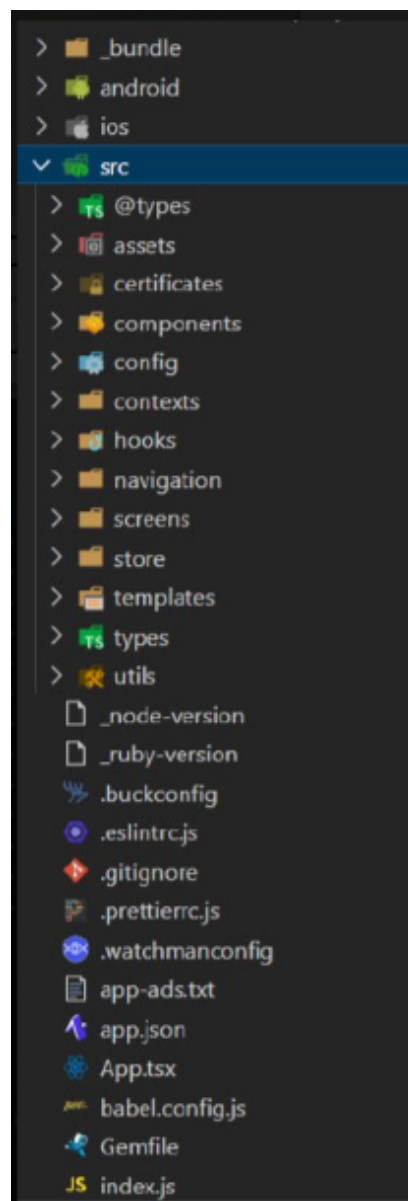 _bundle
android
ios
src
@types
assets
certificates
components
config
contexts
hooks
navigation
screens
store
templates
types
utils
_node-version
_ruby-version
.buckconfig
.eslintrc.js
.gitignore
.prettierrc.js
.watchmanconfig
app-ads.txt
app.json
App.tsx
babel.config.js
Gemfile
JS index.js